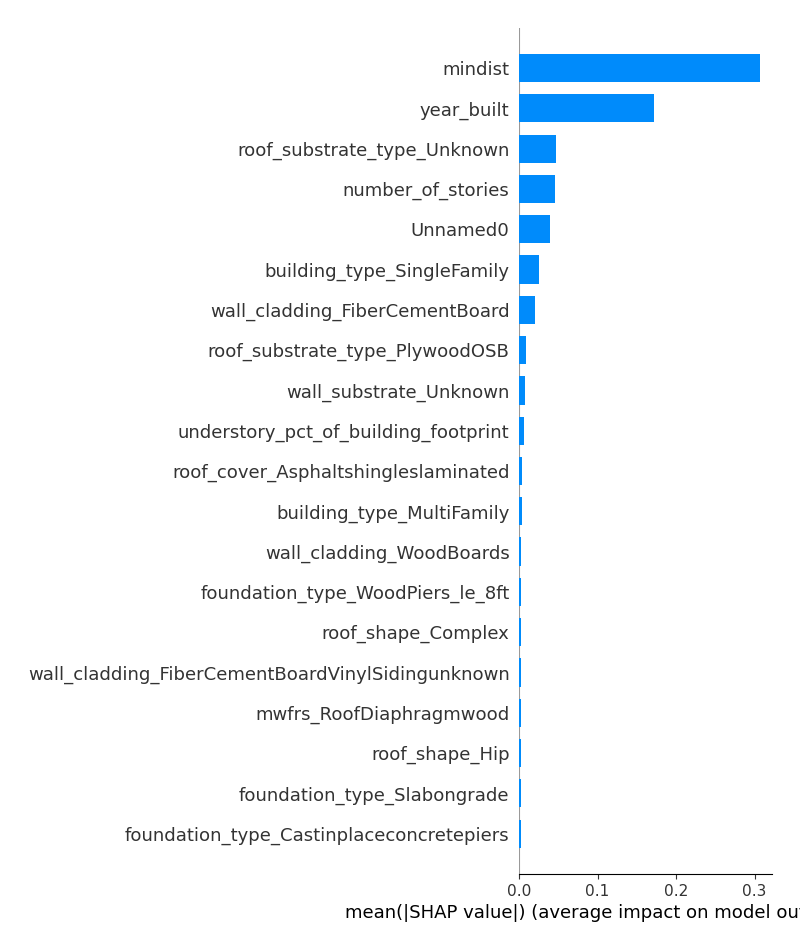 mindist
year_built
roof_substrate_type_Unknown
number_of_stories
Unnamed0
building_type_SingleFamily
wall_cladding_FiberCementBoard
roof_substrate_type_PlywoodOSB
wall_substrate_Unknown
understory_pct_of_building_footprint
roof_cover_Asphaltshingleslaminated
building_type_MultiFamily
wall_cladding_WoodBoards
foundation_type_WoodPiers_le_8ft
roof_shape_Complex
wall_cladding_FiberCementBoardVinylSidingunknown
mwfrs_RoofDiaphragmwood
roof_shape_Hip
foundation_type_Slabongrade
foundation_type_Castinplaceconcretepiers
0.0 0.1 0.2 0.3
mean(|SHAP value|) (average impact on model ou